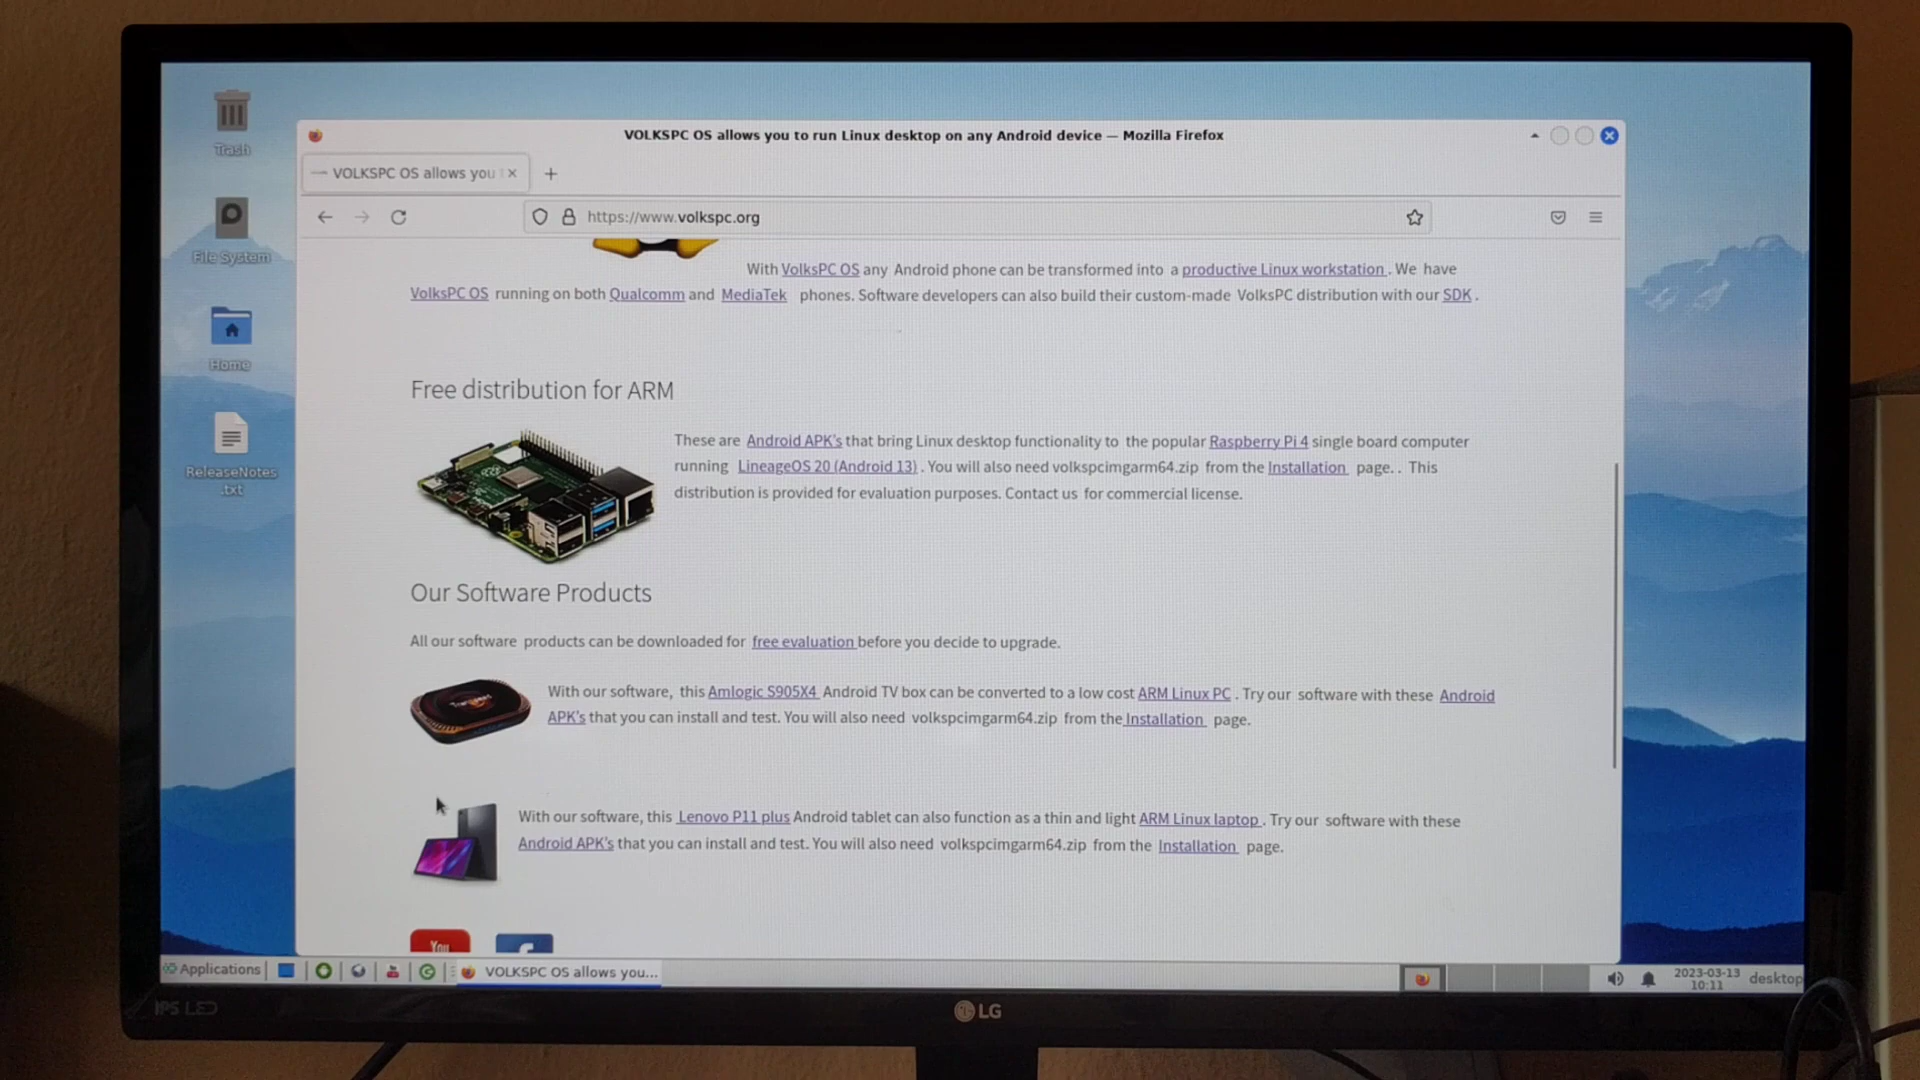 VOLKSPC OS allows you to run Linux desktop on any Android device — Mozilla Firefox
VOLKSPC OS allows you
https://www.volkspc.org
Trash
File System
Home
ReleaseNotes
.txt
With VolksPC OS any Android phone can be transformed into a productive Linux workstation . We have
VolksPC OS running on both Qualcomm and MediaTek phones. Software developers can also build their custom-made VolksPC distribution with our SDK .
Free distribution for ARM
These are Android APK's that bring Linux desktop functionality to the popular Raspberry Pi 4 single board computer
running LineageOS 20 (Android 13) . You will also need volkspcimgarm64.zip from the Installation page. . This
distribution is provided for evaluation purposes. Contact us for commercial license.
Our Software Products
All our software products can be downloaded for free evaluation before you decide to upgrade.
With our software, this Amlogic S905X4 Android TV box can be converted to a low cost ARM Linux PC . Try our software with these Android
APK's that you can install and test. You will also need volkspcimgarm64.zip from the Installation page.
With our software, this Lenovo P11 plus Android tablet can also function as a thin and light ARM Linux laptop . Try our software with these
Android APK's that you can install and test. You will also need volkspcimgarm64.zip from the Installation page.
You
Applications
VOLKSPC OS allows you...
2023-03-13
10:11
desktop
IPS LED
LG